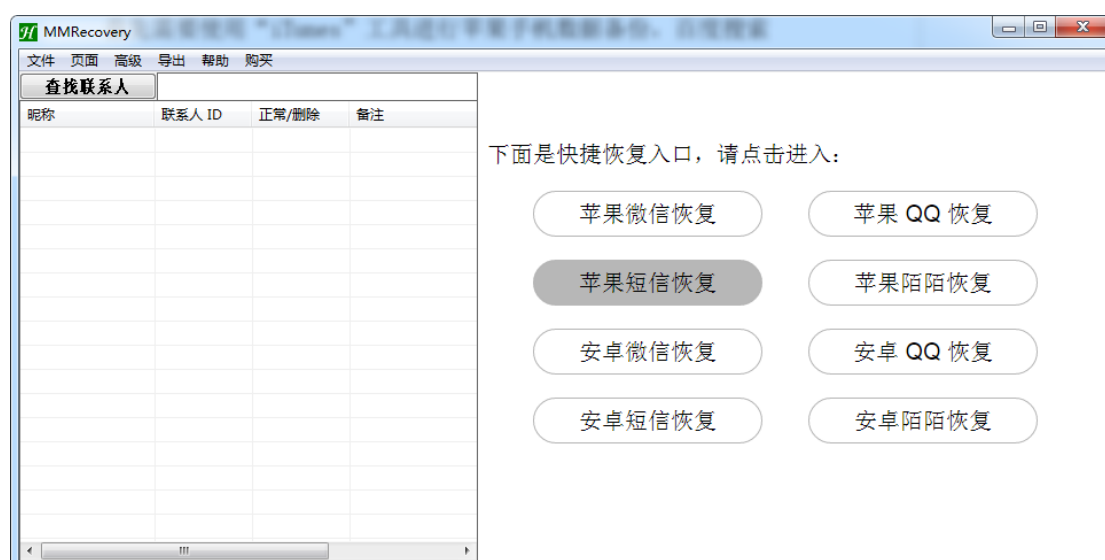 MMRecovery
文件 页面 高级 导出 帮助 购买
查找联系人
昵称 联系人 ID 正常/删除 备注
下面是快捷恢复入口，请点击进入：
苹果微信恢复 苹果 QQ 恢复
苹果短信恢复 苹果陌陌恢复
安卓微信恢复 安卓 QQ 恢复
安卓短信恢复 安卓陌陌恢复